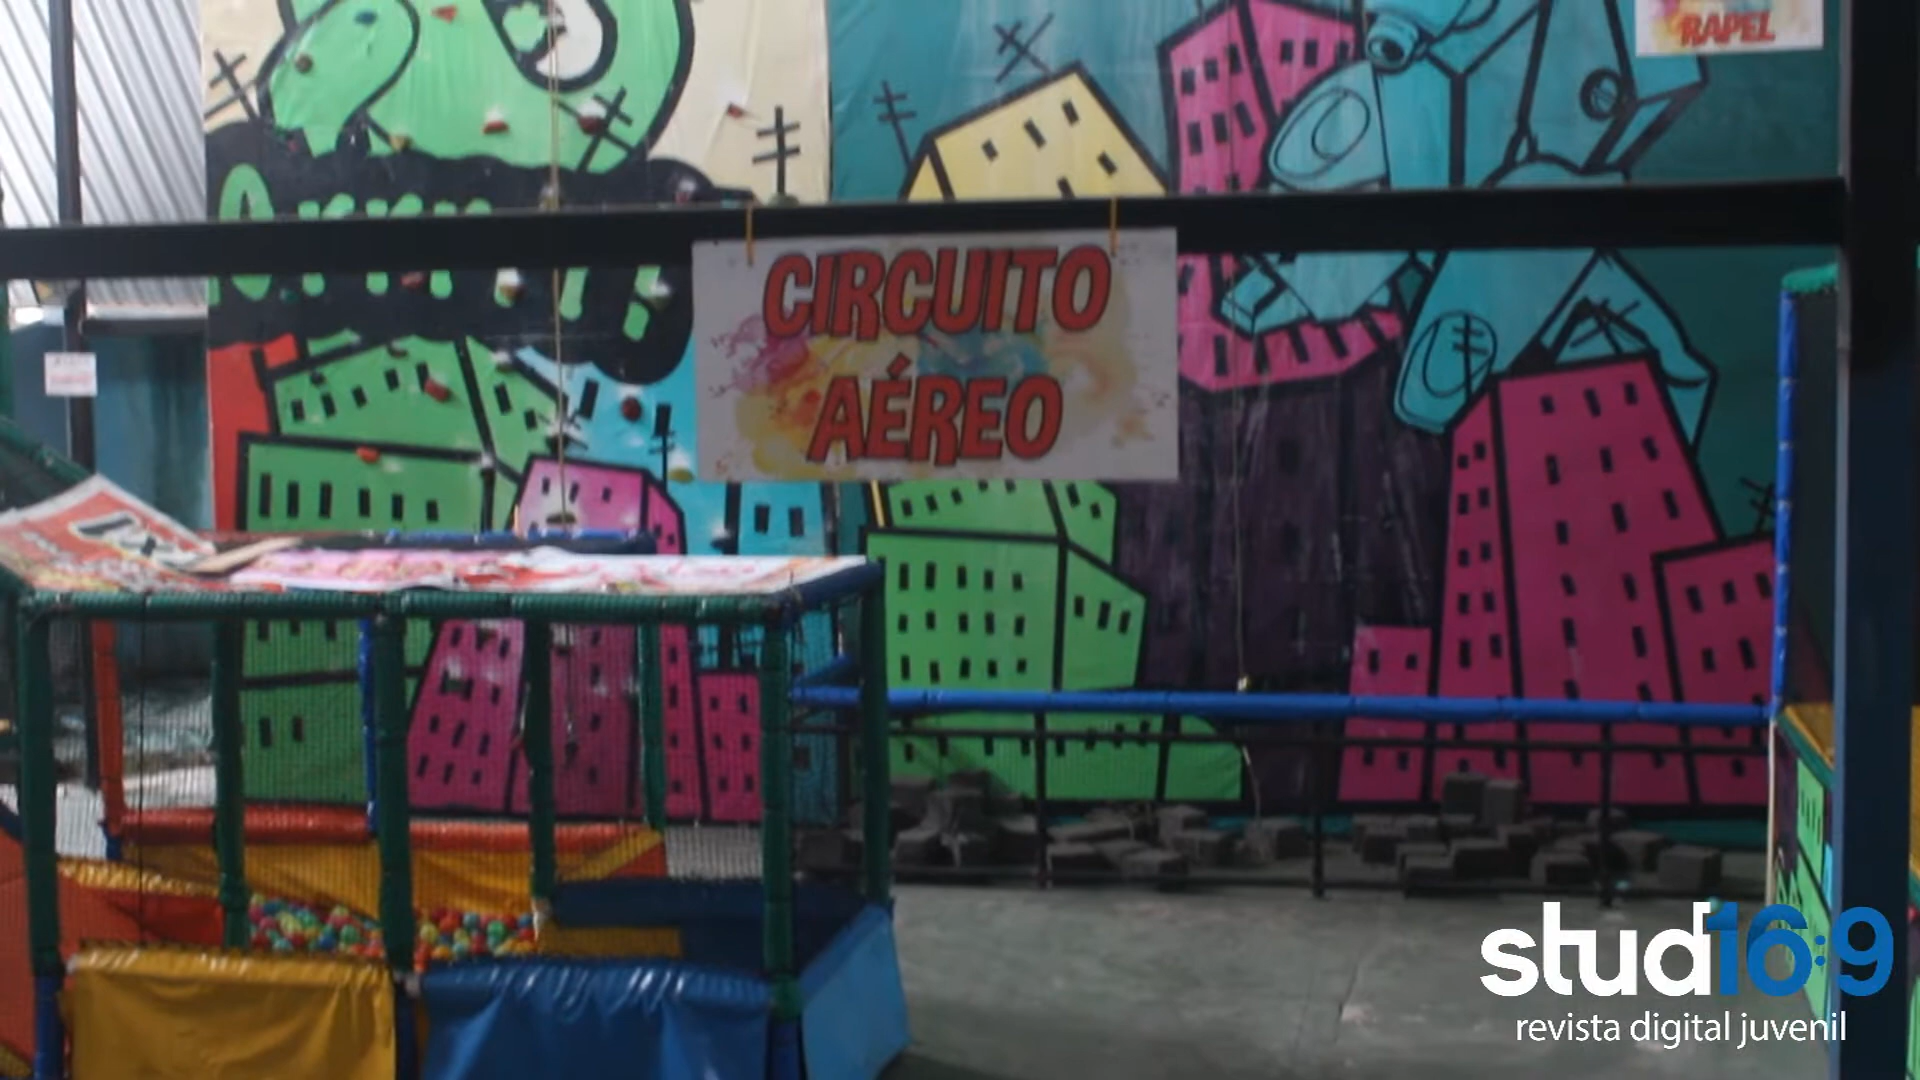 RAPEL
CIRCUITO
AÉREO
stud16:9
revista digital juvenil